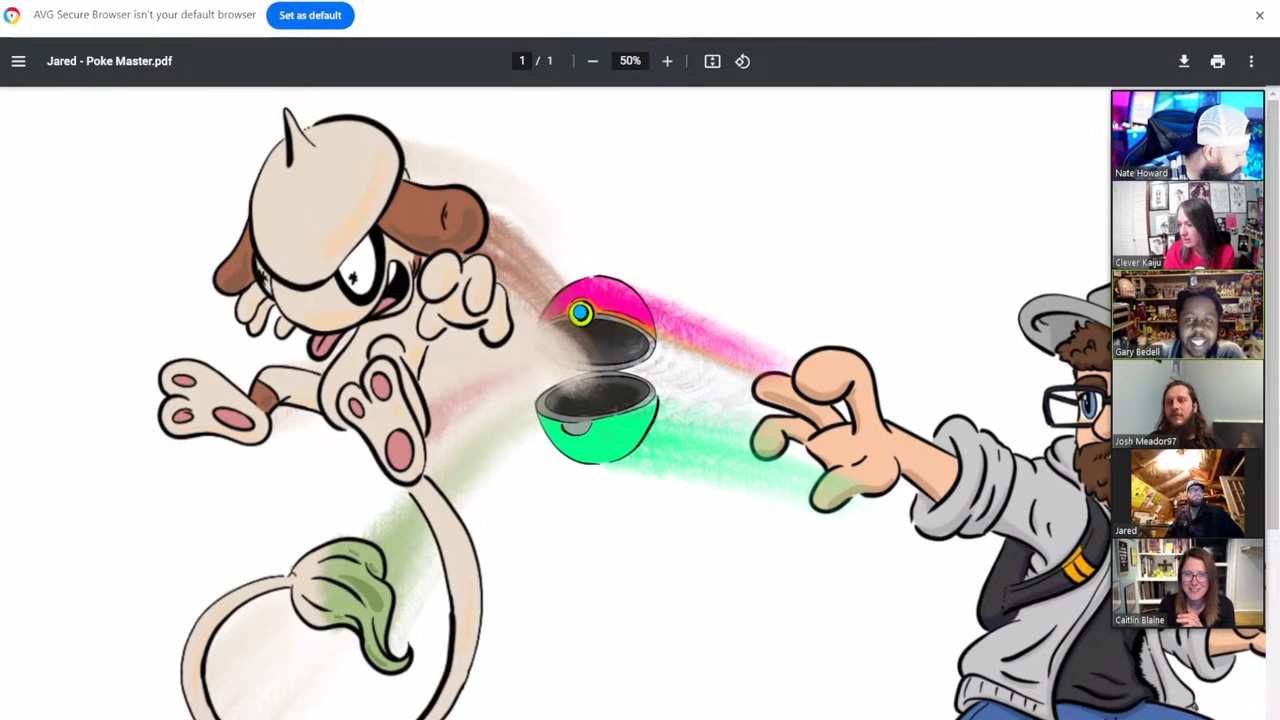 AVG Secure Browser isn't your default browser
Set as default
Jared - Poke Master.pdf
1 / 1
50%
Nate Howard
Clever Kaiju
Gary Bedell
Josh Meador97
Jared
Caitlin Blaine